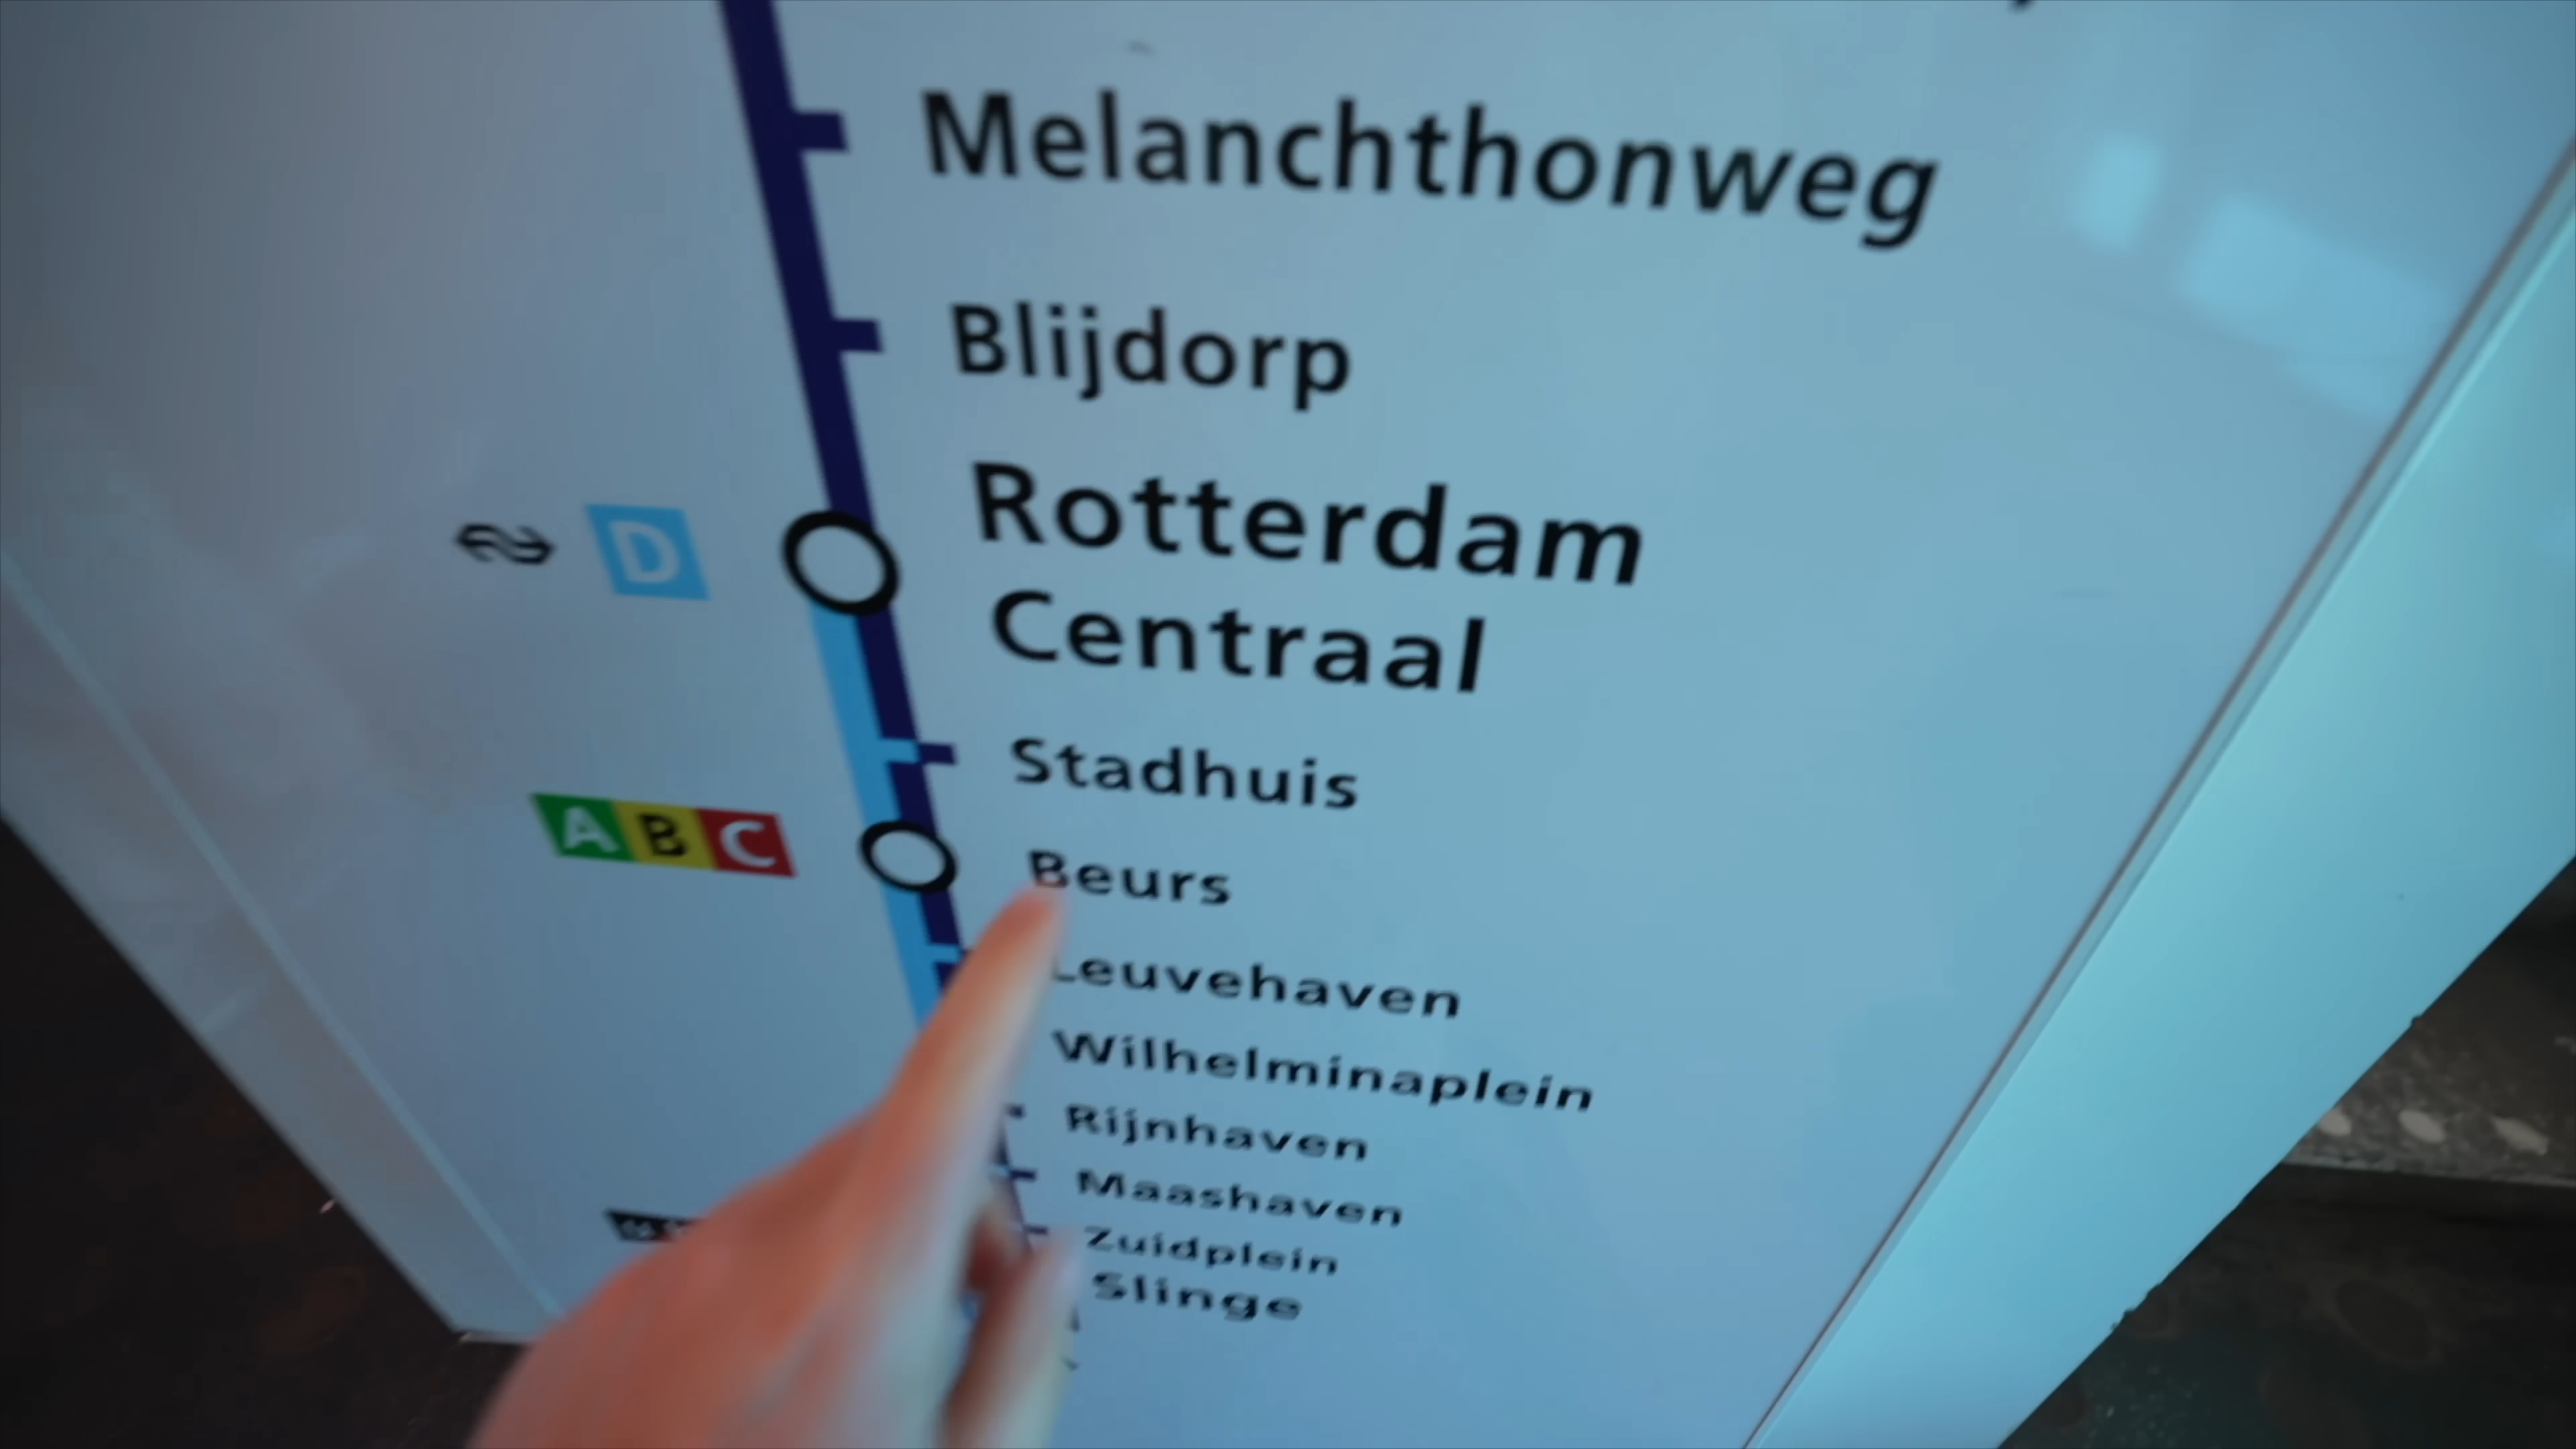 Melanchthonweg
Blijdorp
D
Rotterdam
Centraal
Stadhuis
A B C
Beurs
Leuvehaven
Wilhelminaplein
Rijnhaven
Maashaven
Zuidplein
Slinge